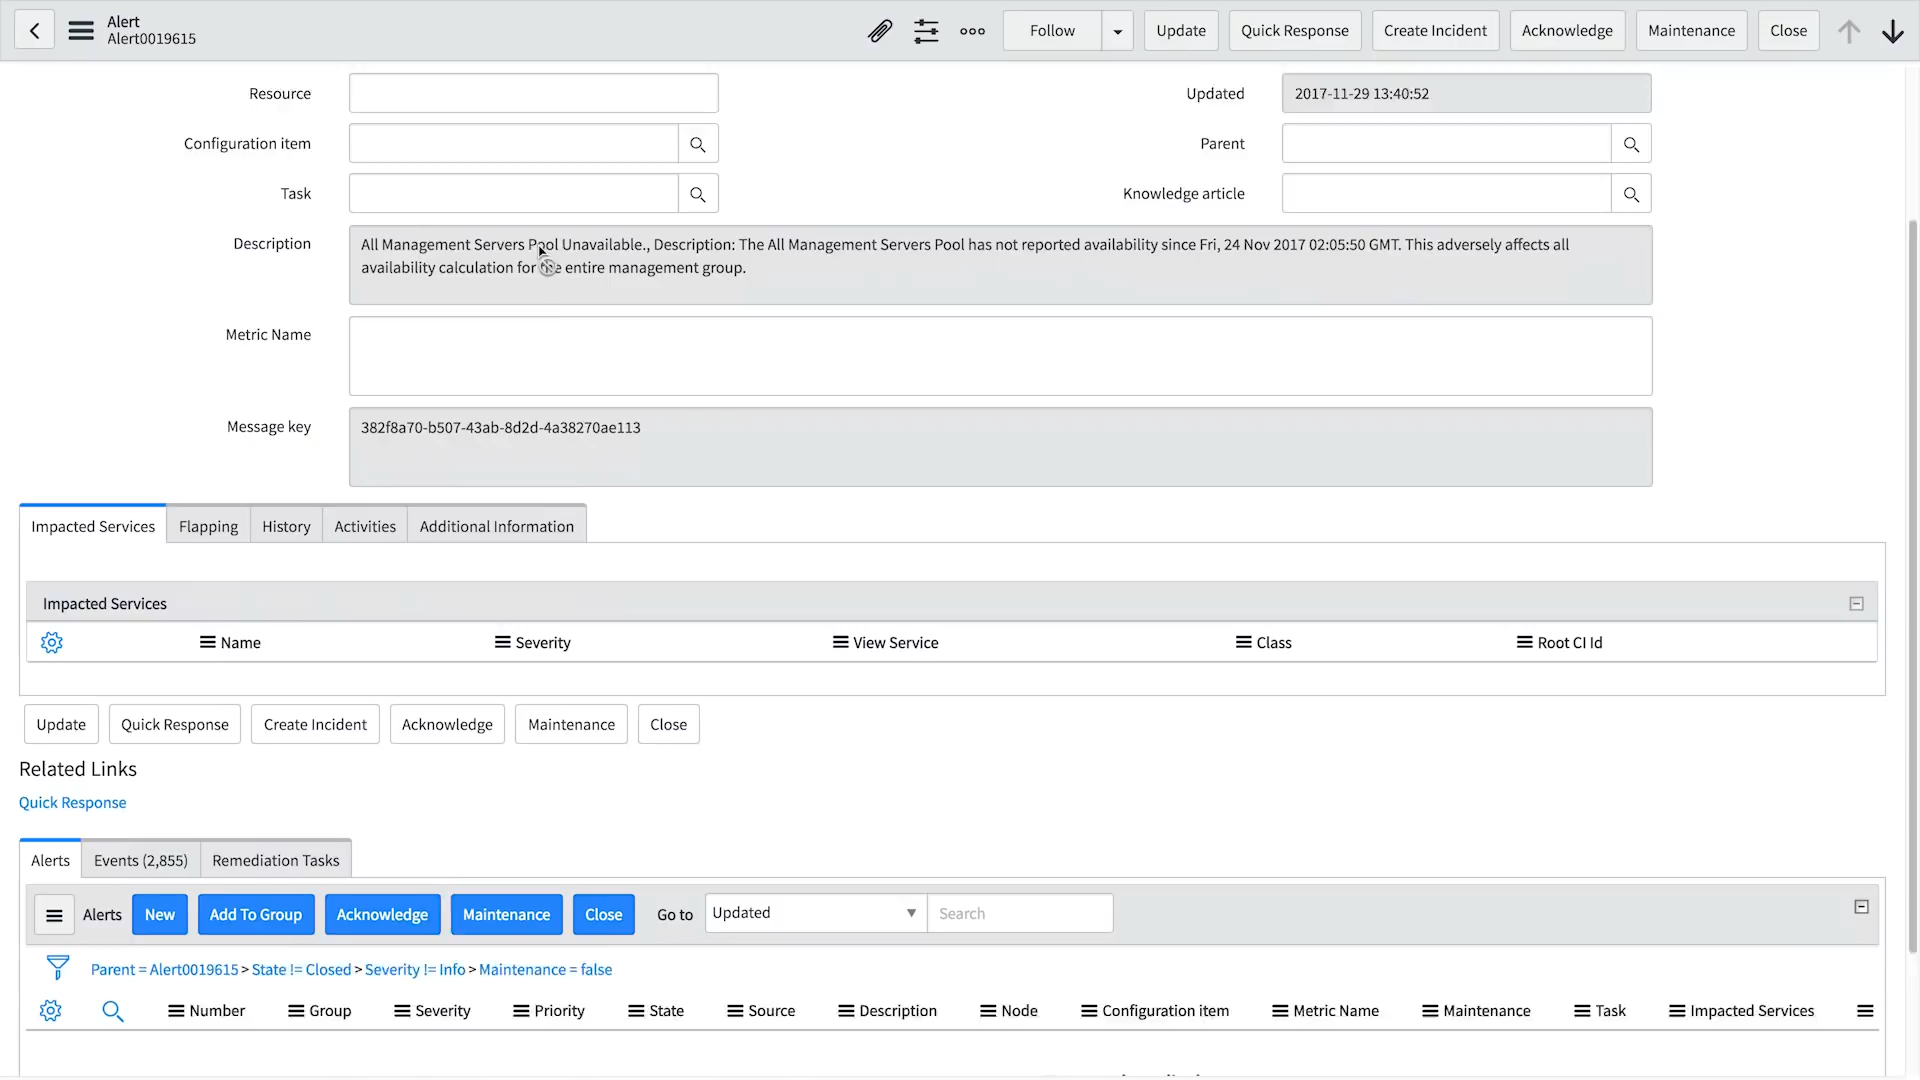 Alert
Alert0019615
Follow
Update
Quick Response
Create Incident
Acknowledge
Maintenance
Close
Resource
Updated 2017-11-29 13:40:52
Configuration item
Parent
Task
Knowledge article
Description
All Management Servers Pool Unavailable., Description: The All Management Servers Pool has not reported availability since Fri, 24 Nov 2017 02:05:50 GMT. This adversely affects all
availability calculation for entire management group.
Metric Name
Message key
382f8a70-b507-43ab-8d2d-4a38270ae113
Impacted Services
Flapping
History
Activities
Additional Information
Impacted Services
Name
Severity
View Service
Class
Root CI Id
Update
Quick Response
Create Incident
Acknowledge
Maintenance
Close
Related Links
Quick Response
Alerts
Events (2,855)
Remediation Tasks
Alerts
New
Add To Group
Acknowledge
Maintenance
Close
Go to
Updated
Search
Parent = Alert0019615 > State != Closed > Severity != Info > Maintenance = false
Number
Group
Severity
Priority
State
Source
Description
Node
Configuration item
Metric Name
Maintenance
Task
Impacted Services